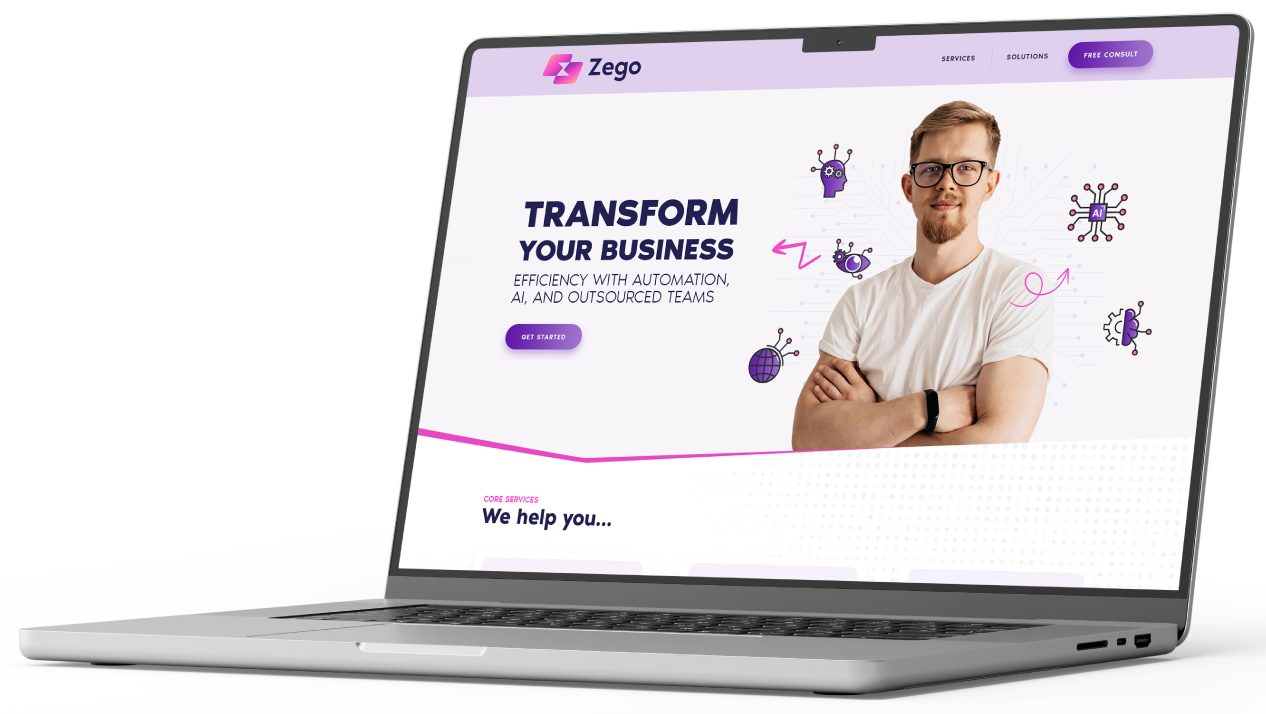 Zego
SERVICES
SOLUTIONS
FREE CONSULT
TRANSFORM
YOUR BUSINESS
EFFICIENCY WITH AUTOMATION,
AI, AND OUTSOURCED TEAMS
GET STARTED
AI
CORE SERVICES
We help you...